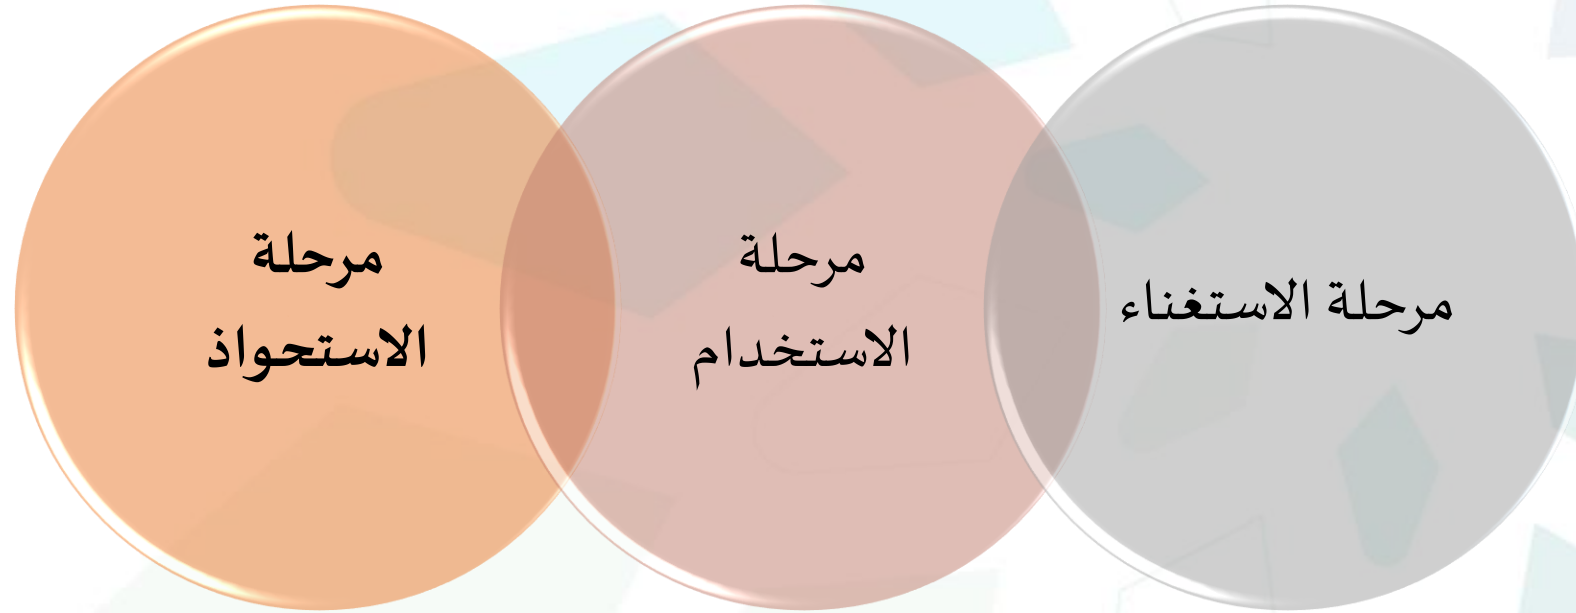 مرحلة
الاستحواذ
مرحلة
الاستخدام
مرحلة الاستغناء